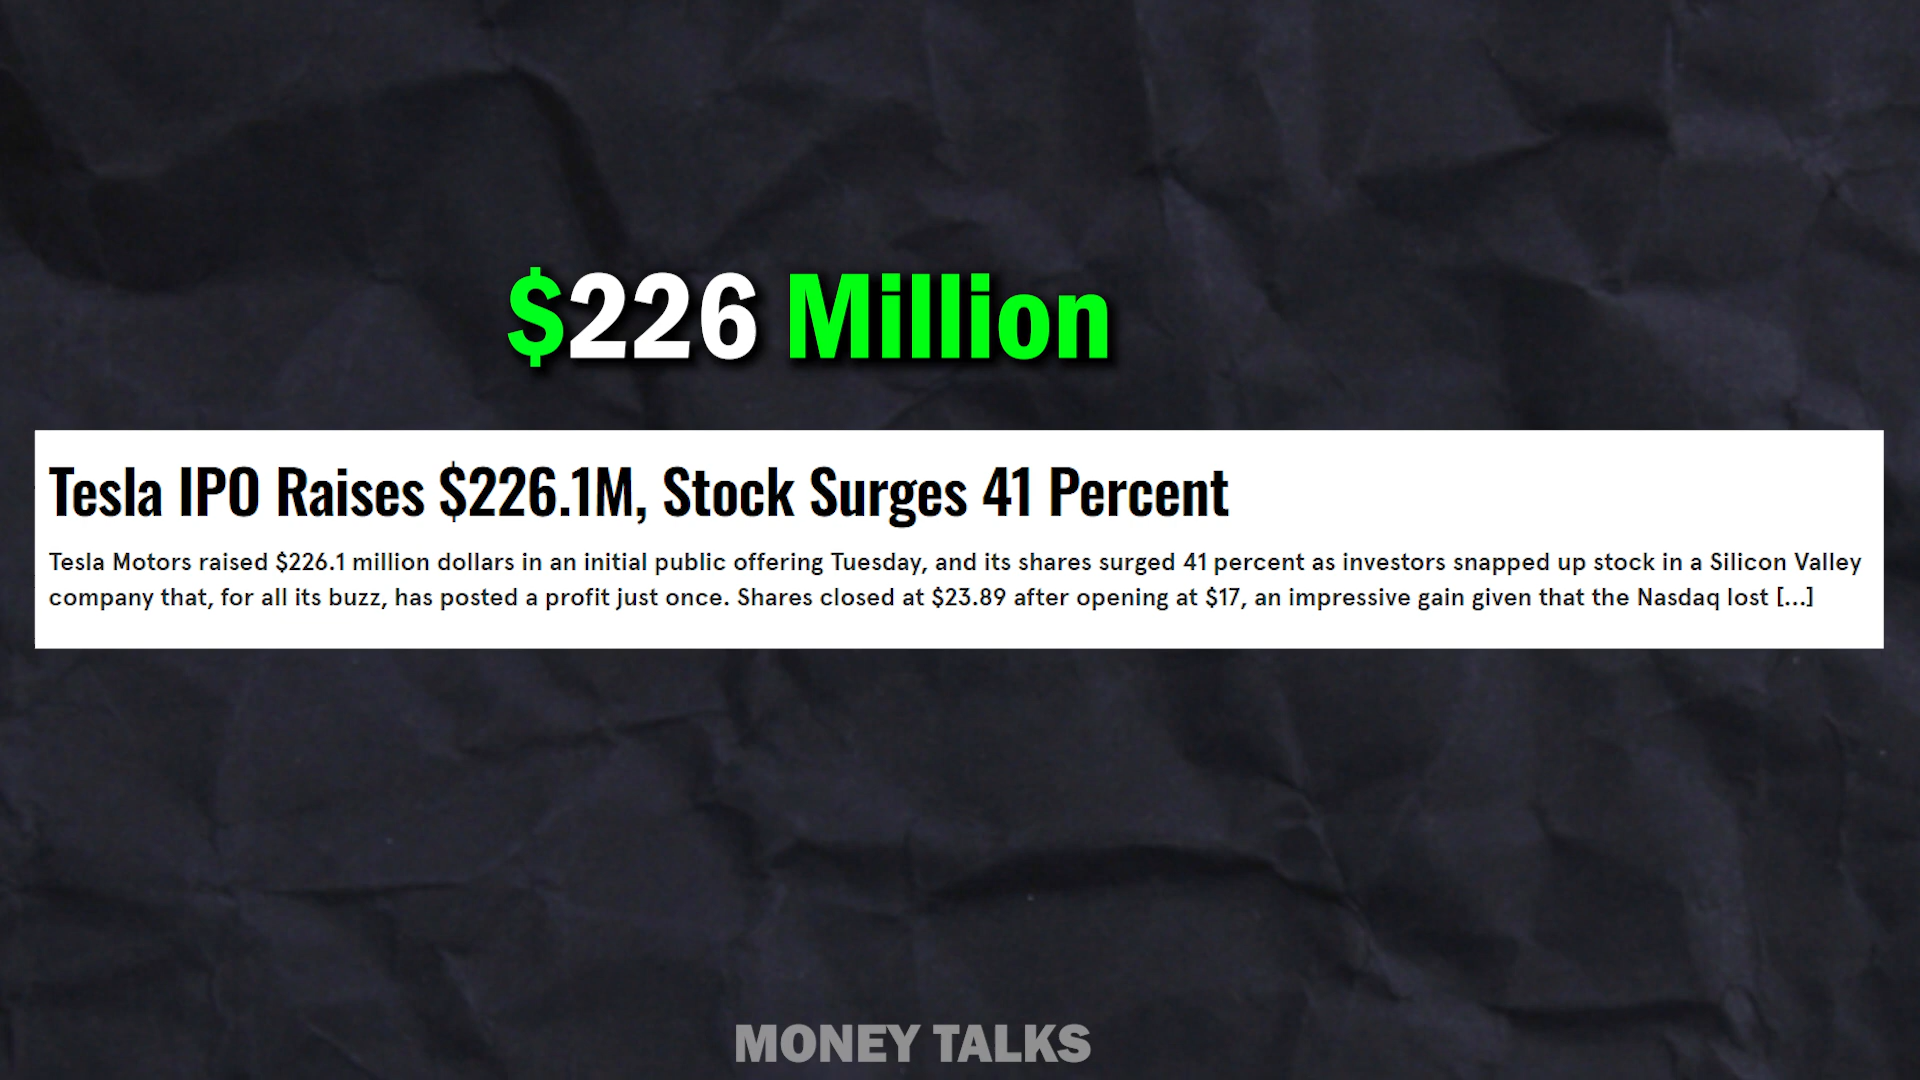 $226 Million
Tesla IPO Raises $226.1M, Stock Surges 41 Percent
Tesla Motors raised $226.1 million dollars in an initial public offering Tuesday, and its shares surged 41 percent as investors snapped up stock in a Silicon Valley
company that, for all its buzz, has posted a profit just once. Shares closed at $23.89 after opening at $17, an impressive gain given that the Nasdaq lost [...]
MONEY TALKS